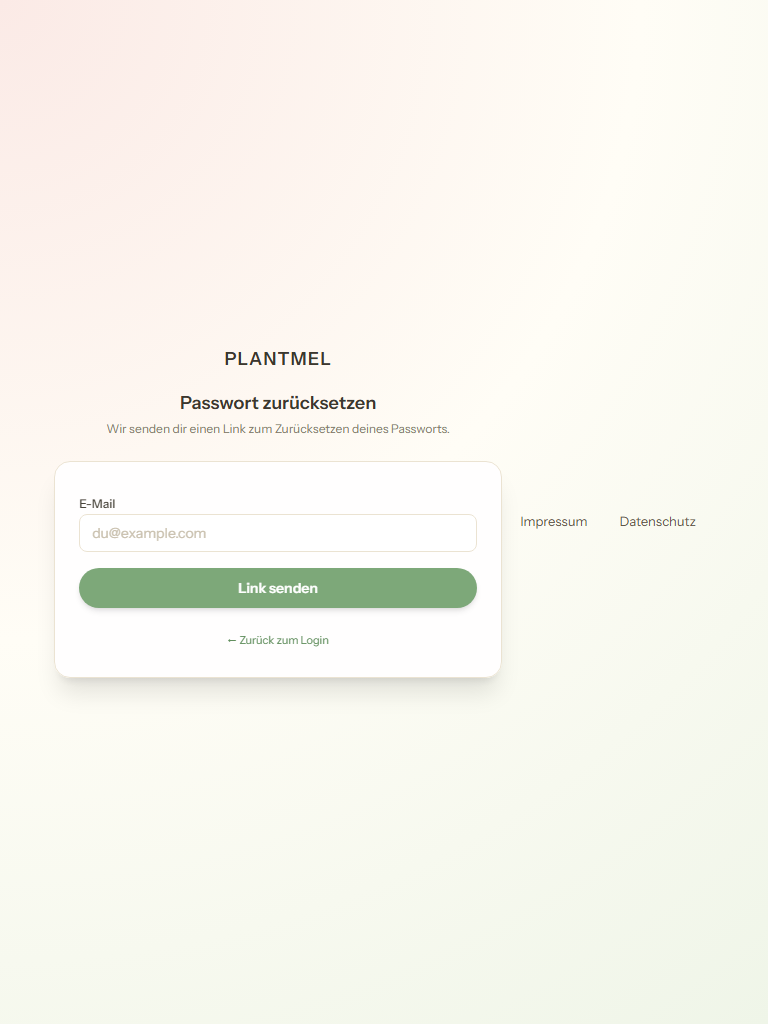 PLANTMEL
Passwort zurücksetzen
Wir senden dir einen Link zum Zurücksetzen deines Passworts.
E-Mail
du@example.com
Link senden
← Zurück zum Login
Impressum Datenschutz